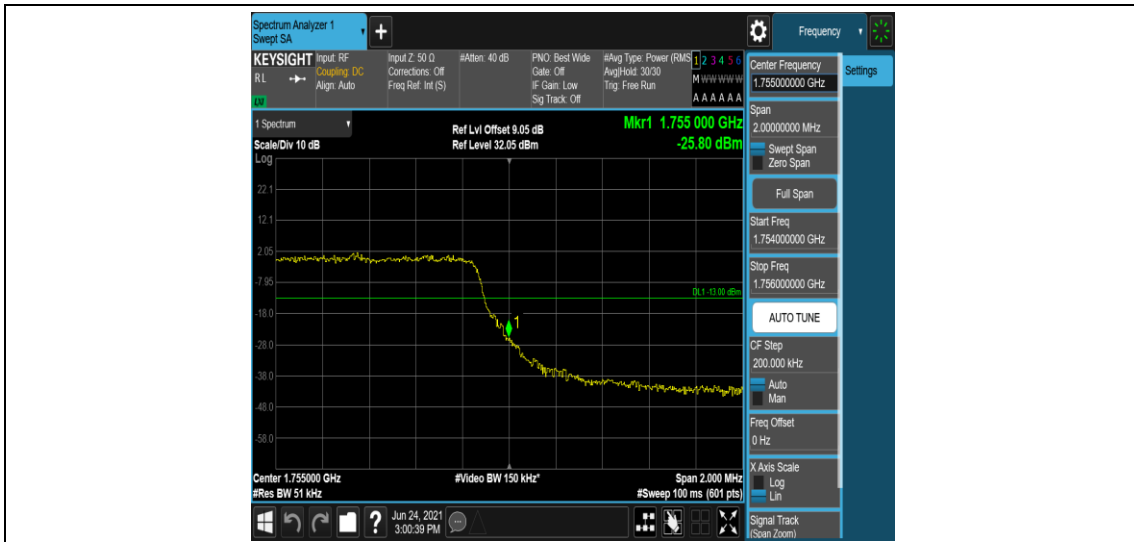 Spectrum Analyzer 1
Swept SA
+
Frequency
KEYSIGHT
RL
LXI
Input: RF
Coupling: DC
Align: Auto
Input Z: 50 Ω
Corrections: Off
Freq Ref: Int (S)
#Atten: 40 dB
PNO: Best Wide
Gate: Off
IF Gain: Low
Sig Track: Off
#Avg Type: Power (RMS
Avg|Hold: 30/30
Trig: Free Run
1 2 3 4 5 6
M W W W W W
A A A A A A
Center Frequency
1.755000000 GHz
Settings
1 Spectrum
Ref Lvl Offset 9.05 dB
Mkr1 1.755 000 GHz
Scale/Div 10 dB
Ref Level 32.05 dBm
-25.80 dBm
Span
2.00000000 MHz
Swept Span
Zero Span
Full Span
Start Freq
1.754000000 GHz
Stop Freq
1.756000000 GHz
AUTO TUNE
CF Step
200.000 kHz
Auto
Man
Freq Offset
0 Hz
X Axis Scale
Log
Lin
Signal Track
(Span Zoom)
Log
22.1
12.1
2.05
-7.95
DL1 -13.00 dBm
-18.0
1
-28.0
-38.0
-48.0
-58.0
Center 1.755000 GHz
#Video BW 150 kHz*
Span 2.000 MHz
#Res BW 51 kHz
#Sweep 100 ms (601 pts)
?
Jun 24, 2021
3:00:39 PM